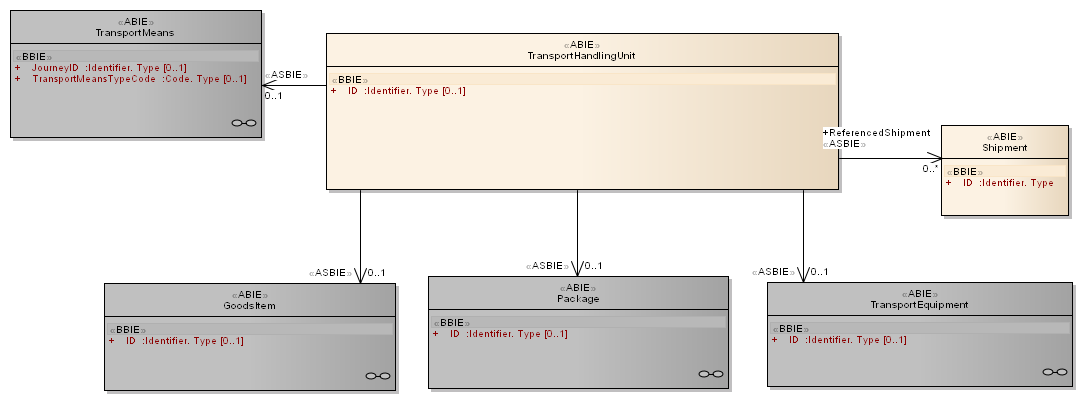 «ABIE»
TransportMeans
«BBIE»
+ JourneyID :Identifier. Type [0..1]
+ TransportMeansTypeCode :Code. Type [0..1]
«ASBIE»
0..1
«ABIE»
TransportHandlingUnit
«BBIE»
+ ID :Identifier. Type [0..1]
+ReferencedShipment
«ASBIE»
0..*
«ABIE»
Shipment
«BBIE»
+ ID :Identifier. Type
«ASBIE» 0..1
«ABIE»
GoodsItem
«BBIE»
+ ID :Identifier. Type [0..1]
«ASBIE» 0..1
«ABIE»
Package
«BBIE»
+ ID :Identifier. Type [0..1]
«ASBIE» 0..1
«ABIE»
TransportEquipment
«BBIE»
+ ID :Identifier. Type [0..1]